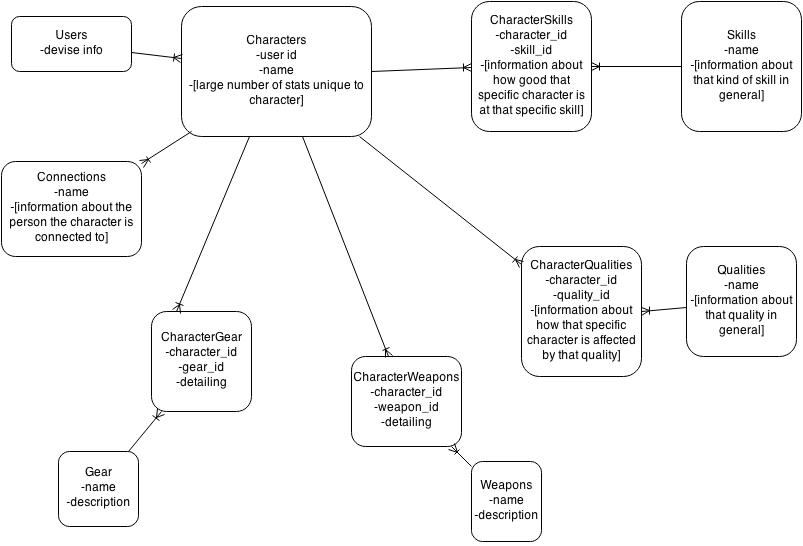 Users
-devise info
Characters
-user id
-name
-[large number of stats unique to
character]
CharacterSkills
-character_id
-skill_id
-[information about
how good that
specific character is
at that specific skill]
Skills
-name
-[information about
that kind of skill in
general]
Connections
-name
-[information about the
person the character is
connected to]
CharacterQualities
-character_id
-quality_id
-[information about
how that specific
character is affected
by that quality]
Qualities
-name
-[information about
that quality in
general]
CharacterGear
-character_id
-gear_id
-detailing
CharacterWeapons
-character_id
-weapon_id
-detailing
Gear
-name
-description
Weapons
-name
-description